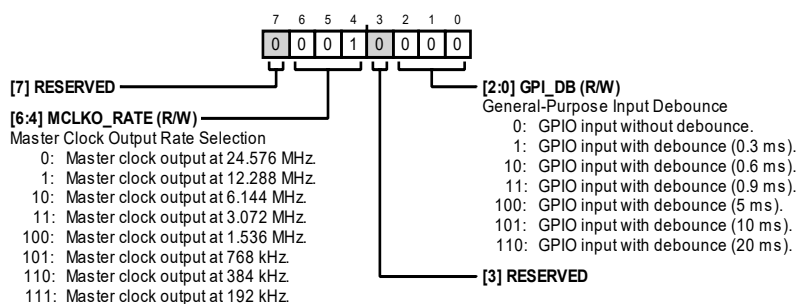 7 6 5 4 3 2 1 0
0 0 0 1 0 0 0 0
[7] RESERVED
[6:4] MCLKO_RATE (R/W)
Master Clock Output Rate Selection
0: Master clock output at 24.576 MHz.
1: Master clock output at 12.288 MHz.
10: Master clock output at 6.144 MHz.
11: Master clock output at 3.072 MHz.
100: Master clock output at 1.536 MHz.
101: Master clock output at 768 kHz.
110: Master clock output at 384 kHz.
111: Master clock output at 192 kHz.
[2:0] GPI_DB (R/W)
General-Purpose Input Debounce
0: GPIO input without debounce.
1: GPIO input with debounce (0.3 ms).
10: GPIO input with debounce (0.6 ms).
11: GPIO input with debounce (0.9 ms).
100: GPIO input with debounce (5 ms).
101: GPIO input with debounce (10 ms).
110: GPIO input with debounce (20 ms).
[3] RESERVED